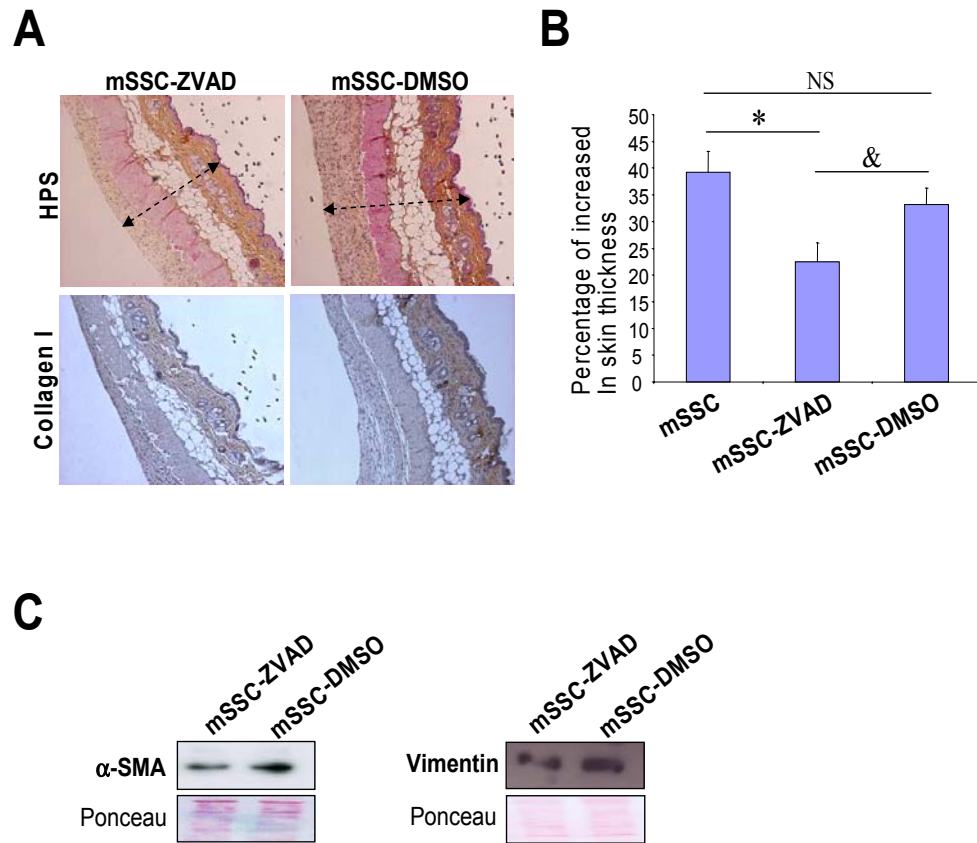 A
mSSC-ZVAD
mSSC-DMSO
HPS
Collagen I
B
NS
*
&
Percentage of increased
In skin thickness
50
45
40
35
30
25
20
15
10
5
0
mSSC
mSSC-ZVAD
mSSC-DMSO
C
mSSC-ZVAD
mSSC-DMSO
α-SMA
Ponceau
mSSC-ZVAD
mSSC-DMSO
Vimentin
Ponceau